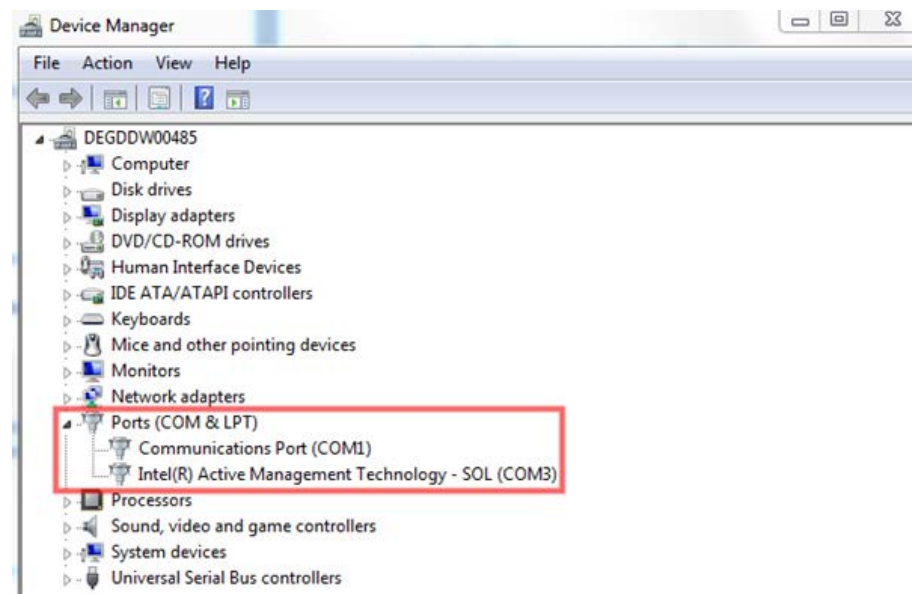 Device Manager
File Action View Help
DEGDDW00485
Computer
Disk drives
Display adapters
DVD/CD-ROM drives
Human Interface Devices
IDE ATA/ATAPI controllers
Keyboards
Mice and other pointing devices
Monitors
Network adapters
Ports (COM & LPT)
Communications Port (COM1)
Intel(R) Active Management Technology - SOL (COM3)
Processors
Sound, video and game controllers
System devices
Universal Serial Bus controllers